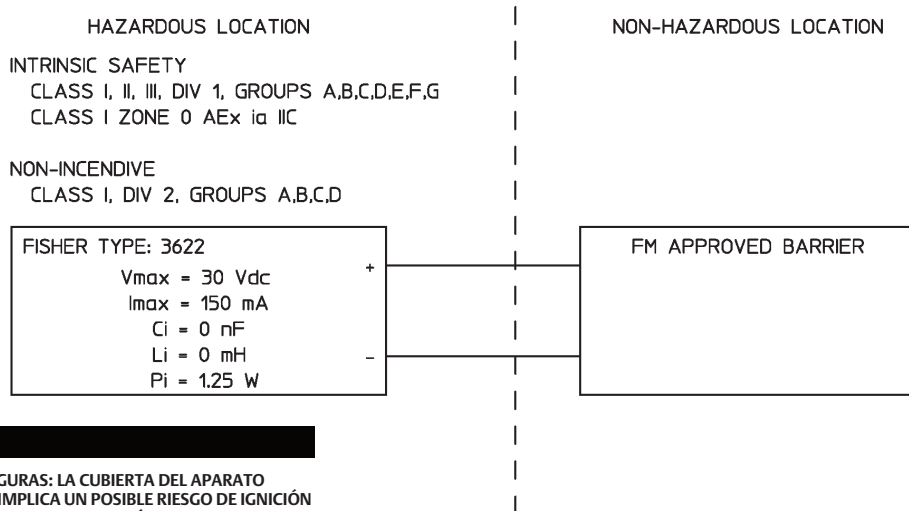 HAZARDOUS LOCATION
NON-HAZARDOUS LOCATION
INTRINSIC SAFETY
CLASS I, II, III, DIV 1, GROUPS A,B,C,D,E,F,G
CLASS I ZONE 0 AEx ia IIC
NON-INCENDIVE
CLASS I, DIV 2, GROUPS A,B,C,D
FISHER TYPE: 3622
Vmax = 30 Vdc
Imax = 150 mA
Ci = 0 nF
Li = 0 mH
Pi = 1.25 W
+
-
FM APPROVED BARRIER
GURAS: LA CUBIERTA DEL APARATO
IMPLICA UN POSIBLE RIESGO DE IGNICIÓN